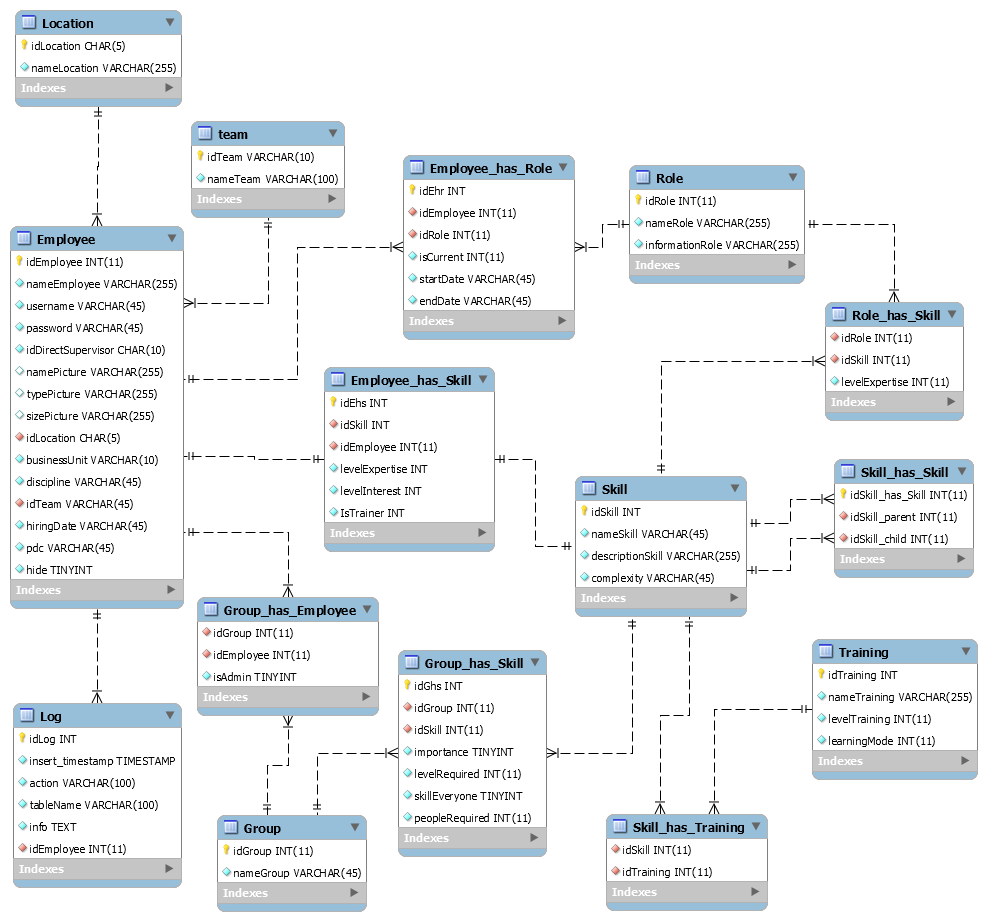 Location
idLocation CHAR(5)
nameLocation VARCHAR(255)
Indexes
team
idTeam VARCHAR(10)
nameTeam VARCHAR(100)
Indexes
Employee_has_Role
idEhr INT
idEmployee INT(11)
idRole INT(11)
isCurrent INT(11)
startDate VARCHAR(45)
endDate VARCHAR(45)
Indexes
Role
idRole INT(11)
nameRole VARCHAR(255)
informationRole VARCHAR(255)
Indexes
Employee
idEmployee INT(11)
nameEmployee VARCHAR(255)
username VARCHAR(45)
password VARCHAR(45)
idDirectSupervisor CHAR(10)
namePicture VARCHAR(255)
typePicture VARCHAR(255)
sizePicture VARCHAR(255)
idLocation CHAR(5)
businessUnit VARCHAR(10)
discipline VARCHAR(45)
idTeam VARCHAR(45)
hiringDate VARCHAR(45)
pdc VARCHAR(45)
hide TINYINT
Indexes
Role_has_Skill
idRole INT(11)
idSkill INT(11)
levelExpertise INT(11)
Indexes
Employee_has_Skill
idEhs INT
idSkill INT
idEmployee INT(11)
levelExpertise INT
levelInterest INT
IsTrainer INT
Indexes
Skill
idSkill INT
nameSkill VARCHAR(45)
descriptionSkill VARCHAR(255)
complexity VARCHAR(45)
Indexes
Skill_has_Skill
idSkill_has_Skill INT(11)
idSkill_parent INT(11)
idSkill_child INT(11)
Indexes
Group_has_Employee
idGroup INT(11)
idEmployee INT(11)
isAdmin TINYINT
Indexes
Group_has_Skill
idGhs INT
idGroup INT(11)
idSkill INT(11)
importance TINYINT
levelRequired INT(11)
skillEveryone TINYINT
peopleRequired INT(11)
Indexes
Training
idTraining INT
nameTraining VARCHAR(255)
levelTraining INT(11)
learningMode INT(11)
Indexes
Log
idLog INT
insert_timestamp TIMESTAMP
action VARCHAR(100)
tableName VARCHAR(100)
info TEXT
idEmployee INT(11)
Indexes
Group
idGroup INT(11)
nameGroup VARCHAR(45)
Indexes
Skill_has_Training
idSkill INT(11)
idTraining INT(11)
Indexes